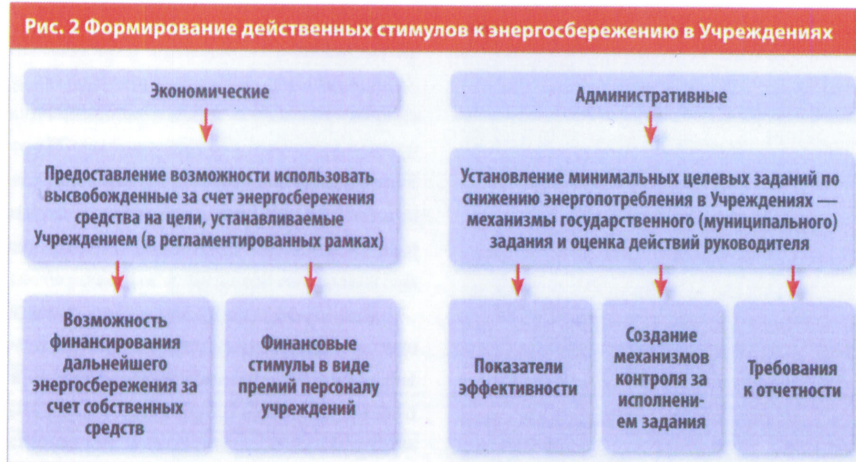 Рис. 2 Формирование действенных стимулов к энергосбережению в Учреждениях
Экономические
Административные
Предоставление возможности использовать
высвобожденные за счет энергосбережения
средства на цели, устанавливаемые
Учреждением (в регламентированных рамках)
Установление минимальных целевых заданий по
снижению энергопотребления в Учреждениях —
механизмы государственного (муниципального)
задания и оценка действий руководителя
Возможность
финансирования
дальнейшего
энергосбережения за
счет собственных
средств
Финансовые
стимулы в виде
премий персоналу
учреждений
Показатели
эффективности
Создание
механизмов
контроля за
исполнени-
ем задания
Требования
к отчетности